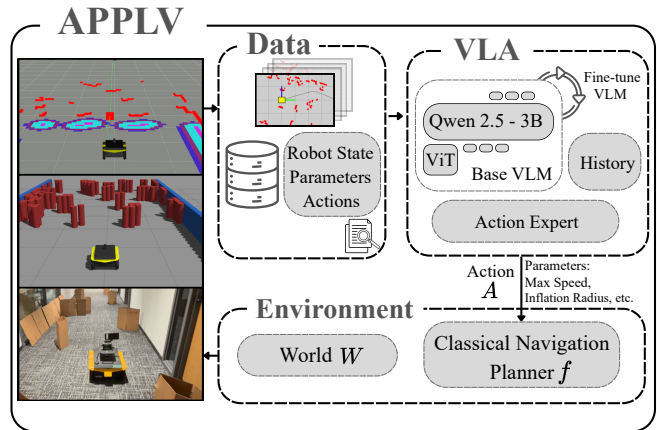 APPLV
Data
VLA
Fine-tune
VLM
Qwen 2.5 - 3B
ViT
Base VLM
History
Robot State
Parameters
Actions
Action Expert
Action
A
Parameters:
Max Speed,
Inflation Radius, etc.
Environment
World W
Classical Navigation
Planner f